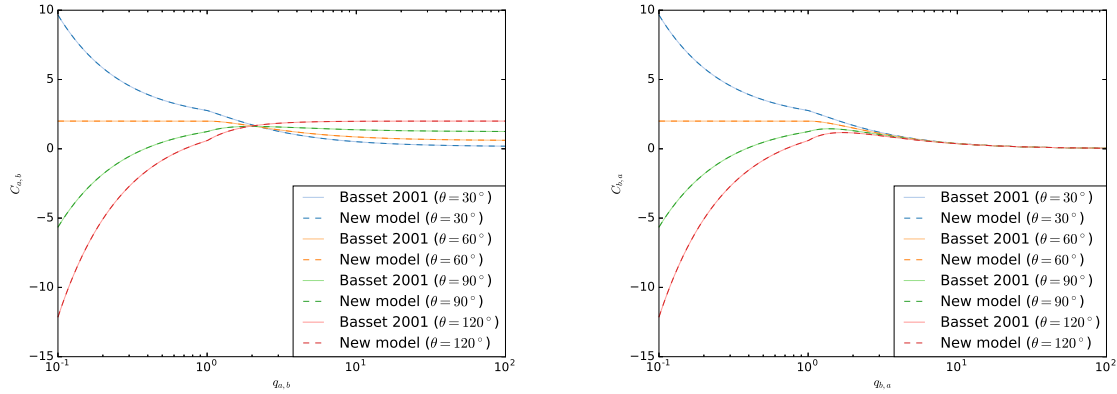 10
5
0
−5
−10
−15
C_{a,b}
10^{-1}
10^{0}
10^{1}
10^{2}
q_{a,b}
Basset 2001 (θ=30°)
New model (θ=30°)
Basset 2001 (θ=60°)
New model (θ=60°)
Basset 2001 (θ=90°)
New model (θ=90°)
Basset 2001 (θ=120°)
New model (θ=120°)
10
5
0
−5
−10
−15
C_{b,a}
10^{-1}
10^{0}
10^{1}
10^{2}
q_{b,a}
Basset 2001 (θ=30°)
New model (θ=30°)
Basset 2001 (θ=60°)
New model (θ=60°)
Basset 2001 (θ=90°)
New model (θ=90°)
Basset 2001 (θ=120°)
New model (θ=120°)